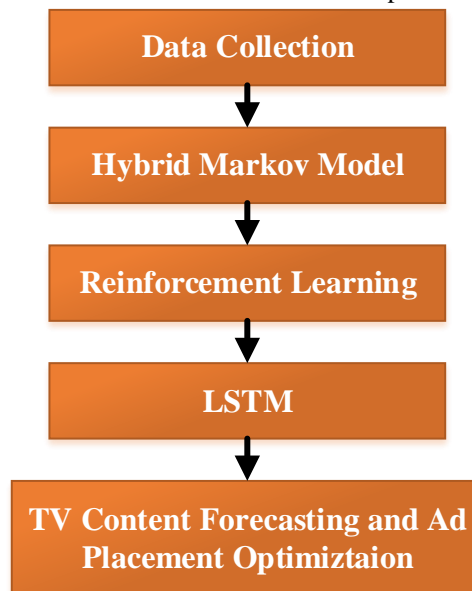 Data Collection
Hybrid Markov Model
Reinforcement Learning
LSTM
TV Content Forecasting and Ad
Placement Optimiztaion